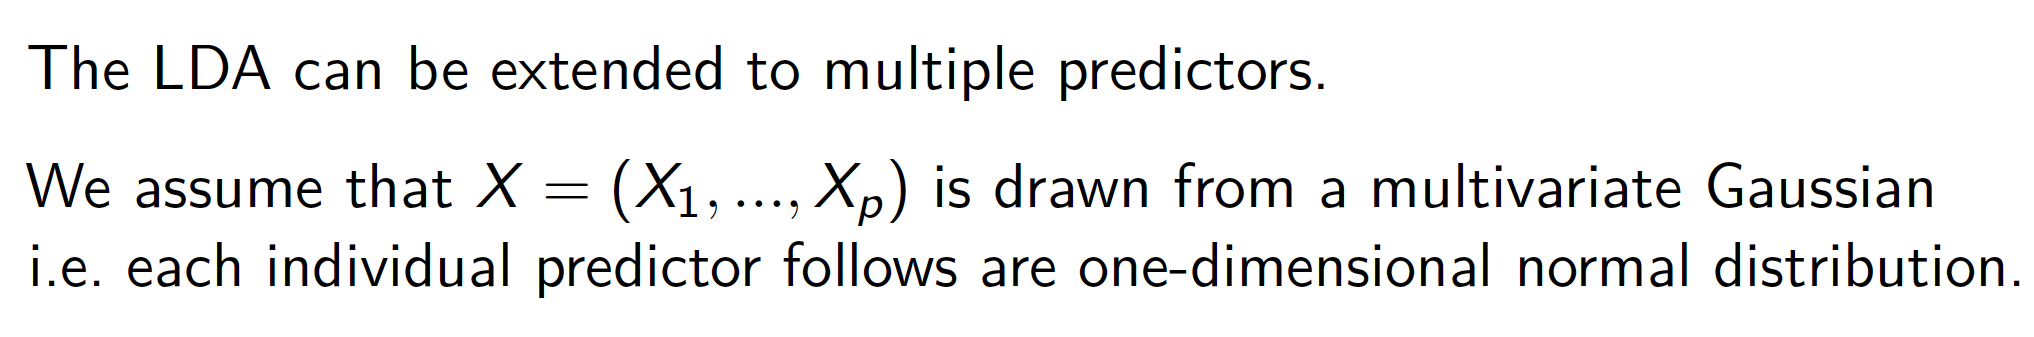 The LDA can be extended to multiple predictors.
We assume that X = (X₁, ..., Xₚ) is drawn from a multivariate Gaussian
i.e. each individual predictor follows are one-dimensional normal distribution.